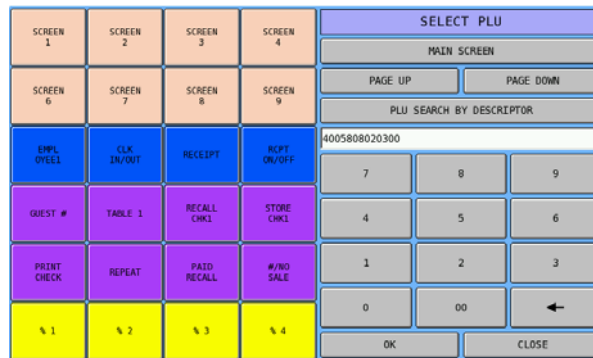 SCREEN
1
SCREEN
2
SCREEN
3
SCREEN
4
SCREEN
6
SCREEN
7
SCREEN
8
SCREEN
9
EMPL
OYEE1
CLK
IN/OUT
RECEIPT
RCPT
ON/OFF
GUEST #
TABLE 1
RECALL
CHK1
STORE
CHK1
PRINT
CHECK
REPEAT
PAID
RECALL
#/NO
SALE
% 1
% 2
% 3
% 4
SELECT PLU
MAIN SCREEN
PAGE UP
PAGE DOWN
PLU SEARCH BY DESCRIPTOR
4005808020300
7
8
9
4
5
6
1
2
3
0
00
OK
CLOSE